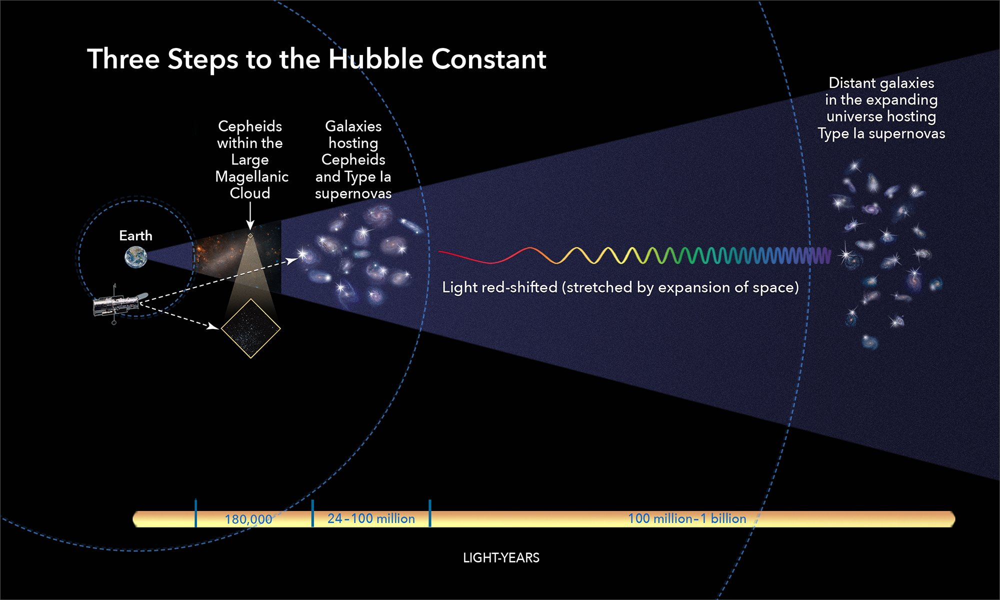 Three Steps to the Hubble Constant
Distant galaxies
in the expanding
universe hosting
Type Ia supernovas
Cepheids
within the
Large
Magellanic
Cloud
Galaxies
hosting
Cepheids
and Type Ia
supernovas
Earth
Light red-shifted (stretched by expansion of space)
180,000
24–100 million
100 million–1 billion
LIGHT-YEARS